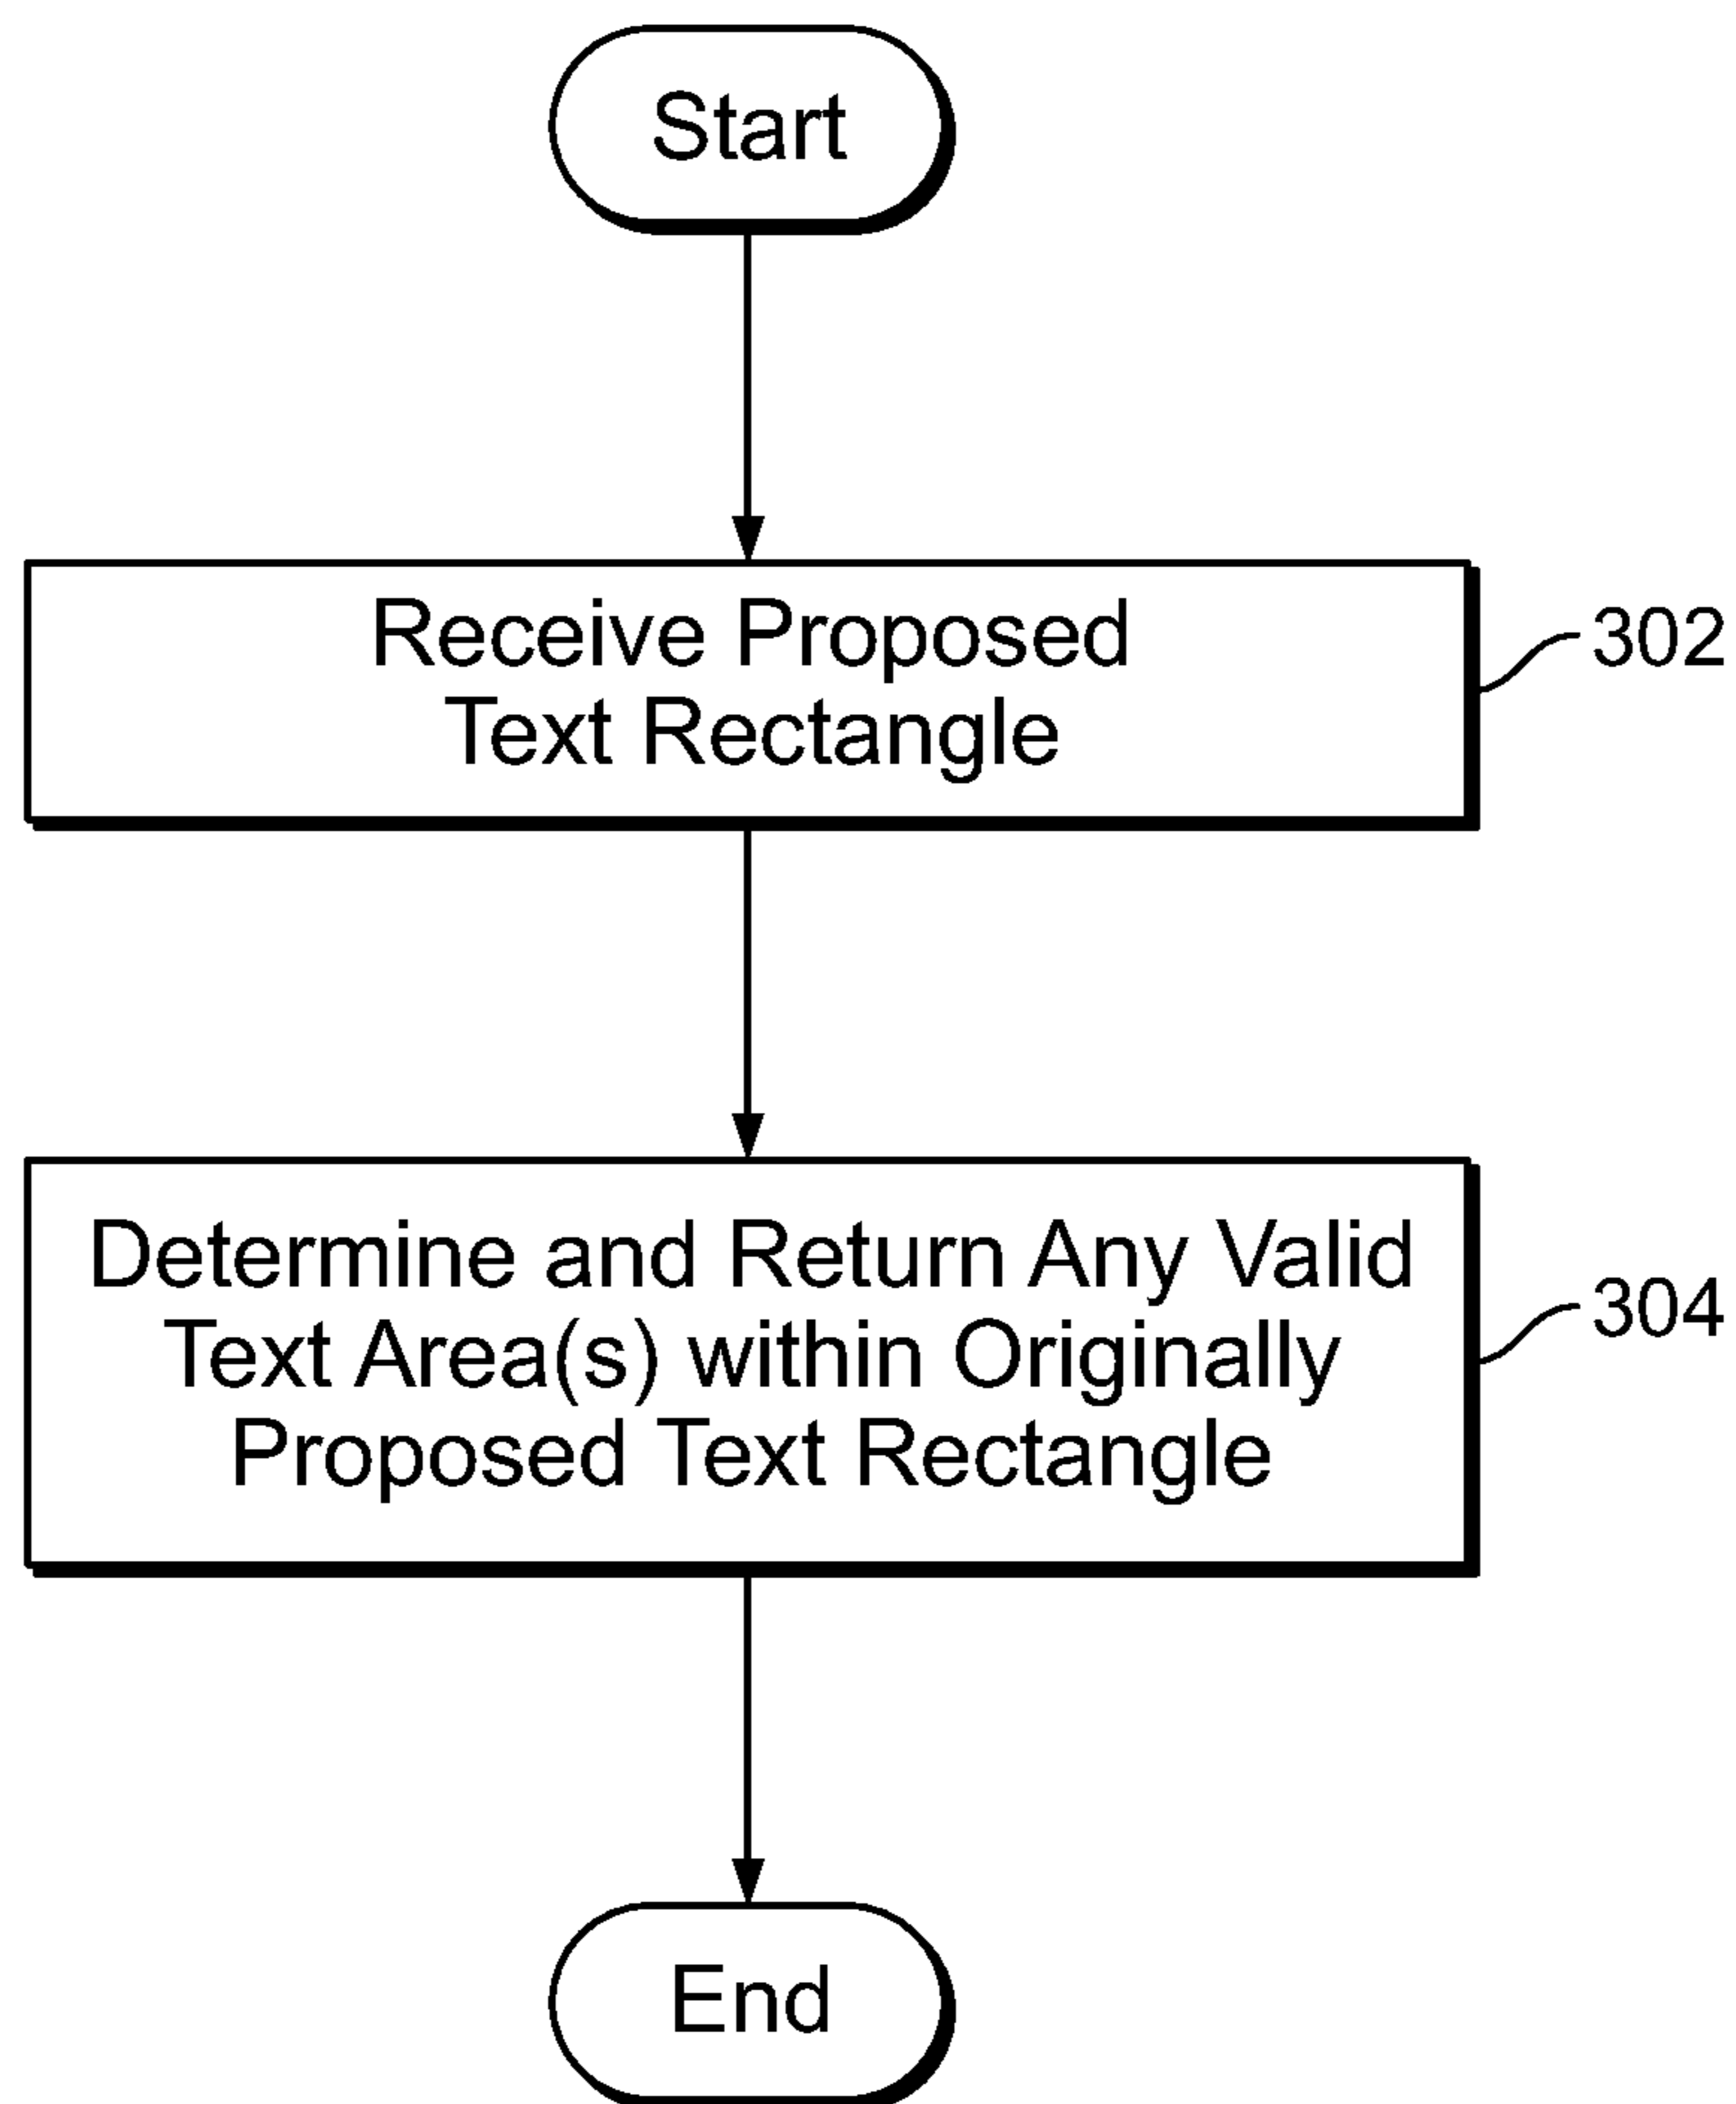 Start
Receive Proposed
Text Rectangle
302
Determine and Return Any Valid
Text Area(s) within Originally
Proposed Text Rectangle
304
End